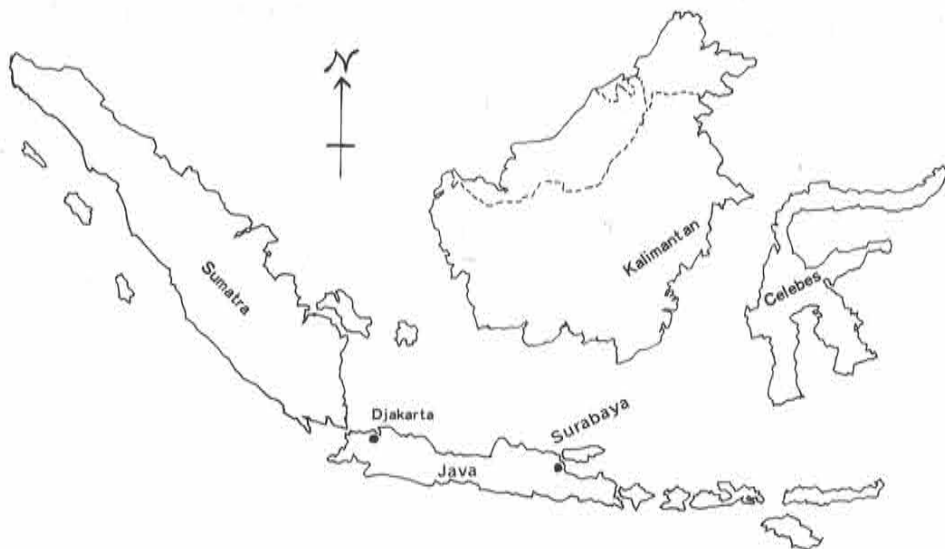 N
Sumatra
Kalimantan
Celebes
Djakarta
Surabaya
Java